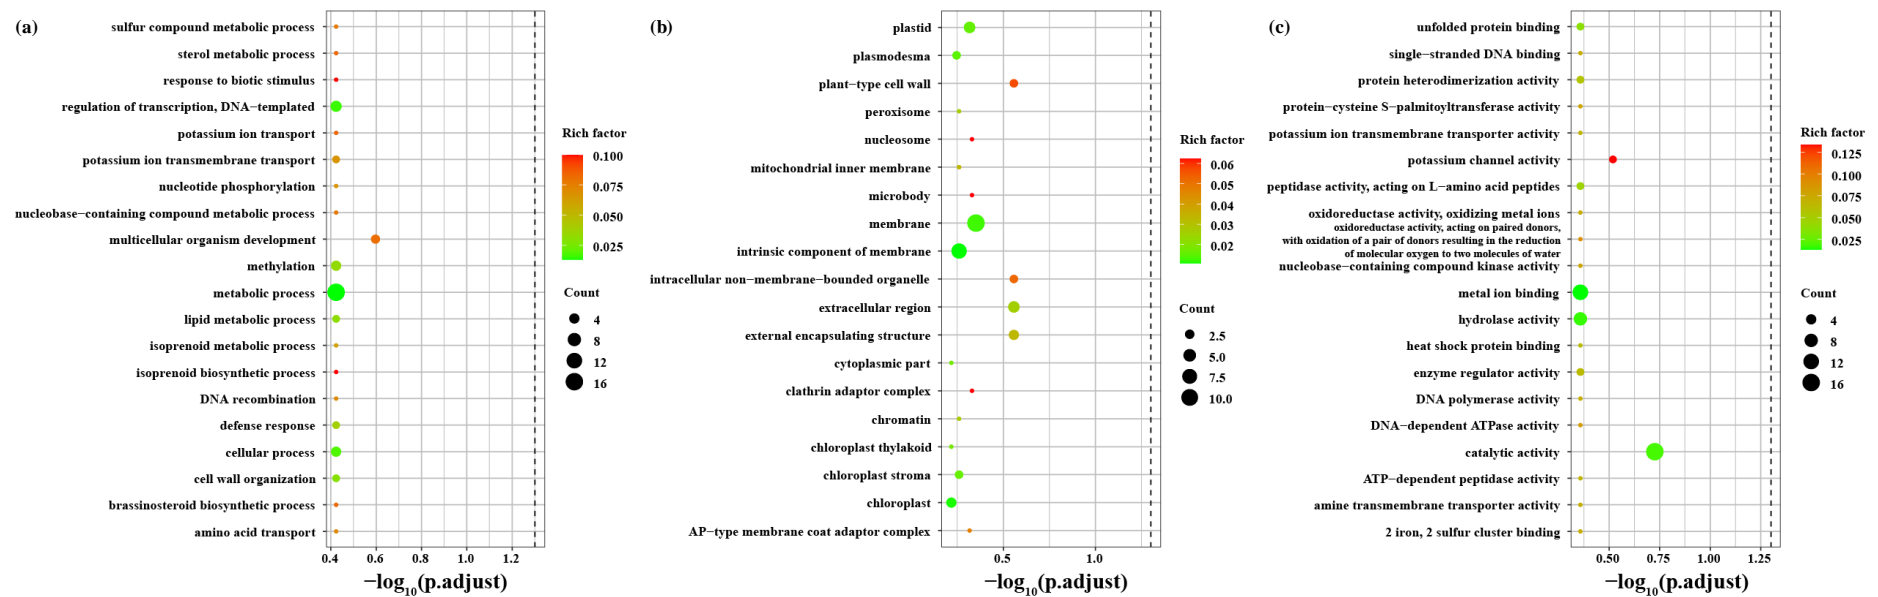 (a)
sulfur compound metabolic process
sterol metabolic process
response to biotic stimulus
regulation of transcription, DNA−templated
potassium ion transport
potassium ion transmembrane transport
nucleotide phosphorylation
nucleobase−containing compound metabolic process
multicellular organism development
methylation
metabolic process
lipid metabolic process
isoprenoid metabolic process
isoprenoid biosynthetic process
DNA recombination
defense response
cellular process
cell wall organization
brassinosteroid biosynthetic process
amino acid transport
0.4 0.6 0.8 1.0 1.2
−log10(p.adjust)
Rich factor
0.100
0.075
0.050
0.025
Count
4
8
12
16
(b)
plastid
plasmodesma
plant−type cell wall
peroxisome
nucleosome
mitochondrial inner membrane
microbody
membrane
intrinsic component of membrane
intracellular non−membrane−bounded organelle
extracellular region
external encapsulating structure
cytoplasmic part
clathrin adaptor complex
chromatin
chloroplast thylakoid
chloroplast stroma
chloroplast
AP−type membrane coat adaptor complex
0.5 1.0
−log10(p.adjust)
Rich factor
0.06
0.05
0.04
0.03
0.02
Count
2.5
5.0
7.5
10.0
(c)
unfolded protein binding
single−stranded DNA binding
protein heterodimerization activity
protein−cysteine S−palmitoyltransferase activity
potassium ion transmembrane transporter activity
potassium channel activity
peptidase activity, acting on L−amino acid peptides
oxidoreductase activity, oxidizing metal ions
oxidoreductase activity, acting on paired donors,
with oxidation of a pair of donors resulting in the reduction
of molecular oxygen to two molecules of water
nucleobase−containing compound kinase activity
metal ion binding
hydrolase activity
heat shock protein binding
enzyme regulator activity
DNA polymerase activity
DNA−dependent ATPase activity
catalytic activity
ATP−dependent peptidase activity
amine transmembrane transporter activity
2 iron, 2 sulfur cluster binding
0.50 0.75 1.00 1.25
−log10(p.adjust)
Rich factor
0.125
0.100
0.075
0.050
0.025
Count
4
8
12
16